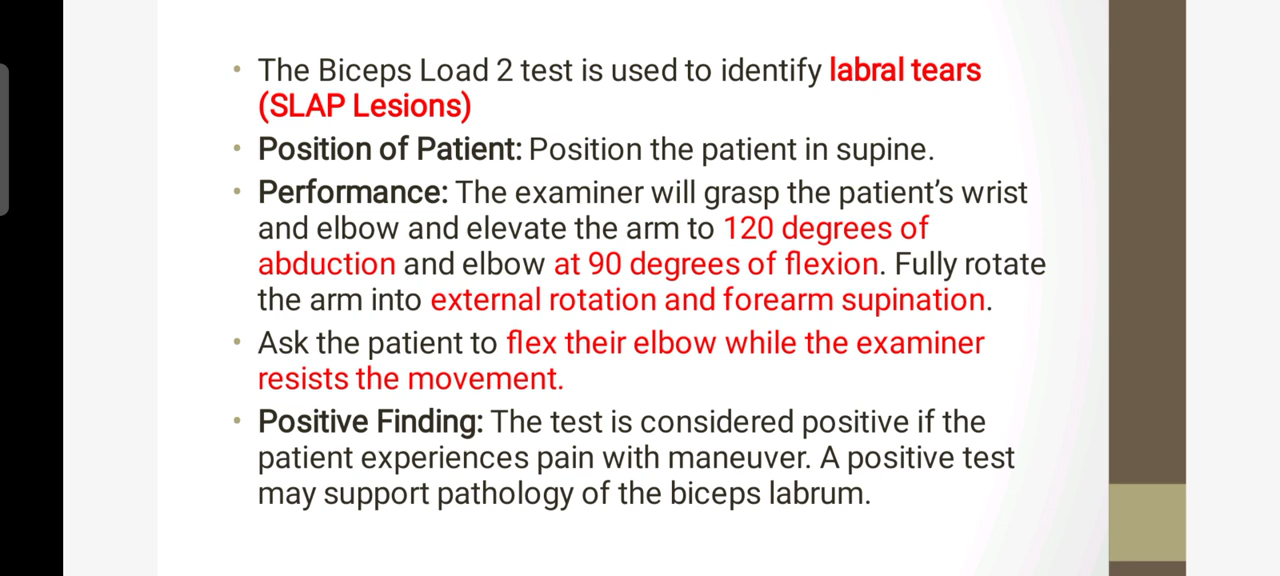 • The Biceps Load 2 test is used to identify labral tears
(SLAP Lesions)
• Position of Patient: Position the patient in supine.
• Performance: The examiner will grasp the patient’s wrist
and elbow and elevate the arm to 120 degrees of
abduction and elbow at 90 degrees of flexion. Fully rotate
the arm into external rotation and forearm supination.
• Ask the patient to flex their elbow while the examiner
resists the movement.
• Positive Finding: The test is considered positive if the
patient experiences pain with maneuver. A positive test
may support pathology of the biceps labrum.